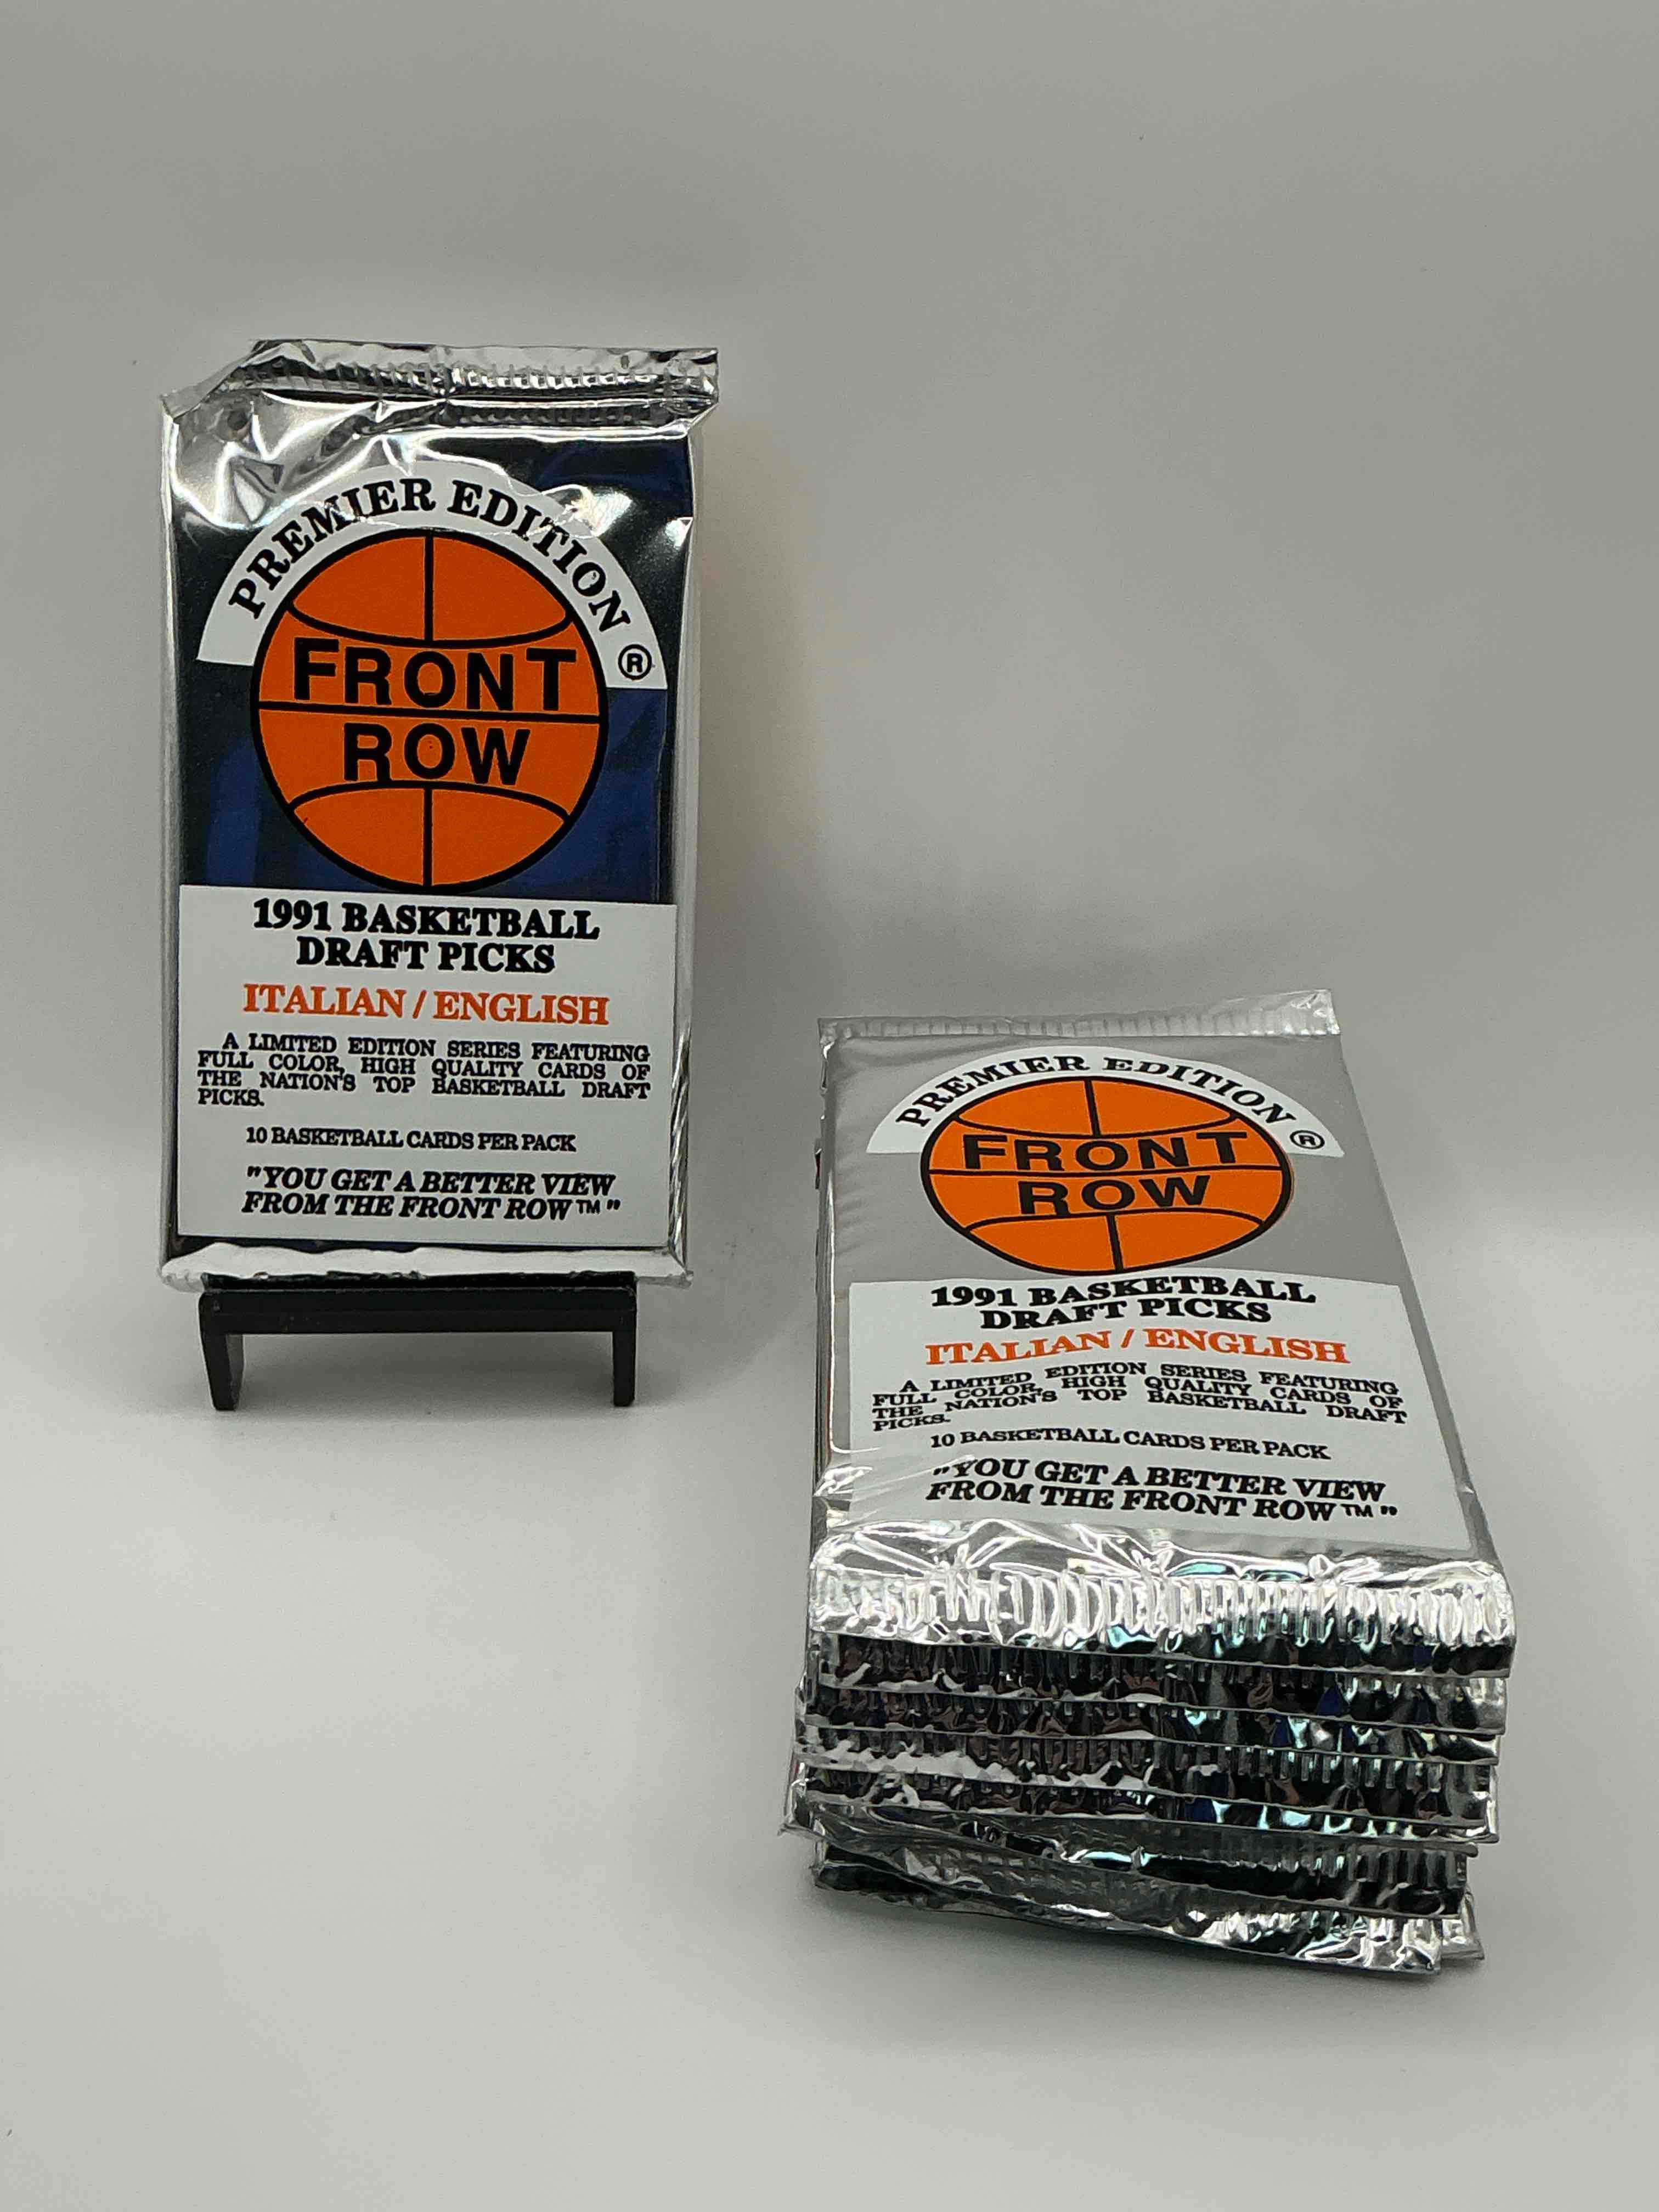 PREMIER EDITION ®
FRONT
ROW
1991 BASKETBALL
DRAFT PICKS
ITALIAN / ENGLISH
A LIMITED EDITION SERIES FEATURING
FULL COLOR, HIGH QUALITY CARDS OF
THE NATION'S TOP BASKETBALL DRAFT
PICKS.
10 BASKETBALL CARDS PER PACK
"YOU GET A BETTER VIEW
FROM THE FRONT ROW™"
PREMIER EDITION ®
FRONT
ROW
1991 BASKETBALL
DRAFT PICKS
ITALIAN / ENGLISH
A LIMITED EDITION SERIES FEATURING
FULL COLOR, HIGH QUALITY CARDS OF
THE NATION'S TOP BASKETBALL DRAFT
PICKS.
10 BASKETBALL CARDS PER PACK
"YOU GET A BETTER VIEW
FROM THE FRONT ROW™"